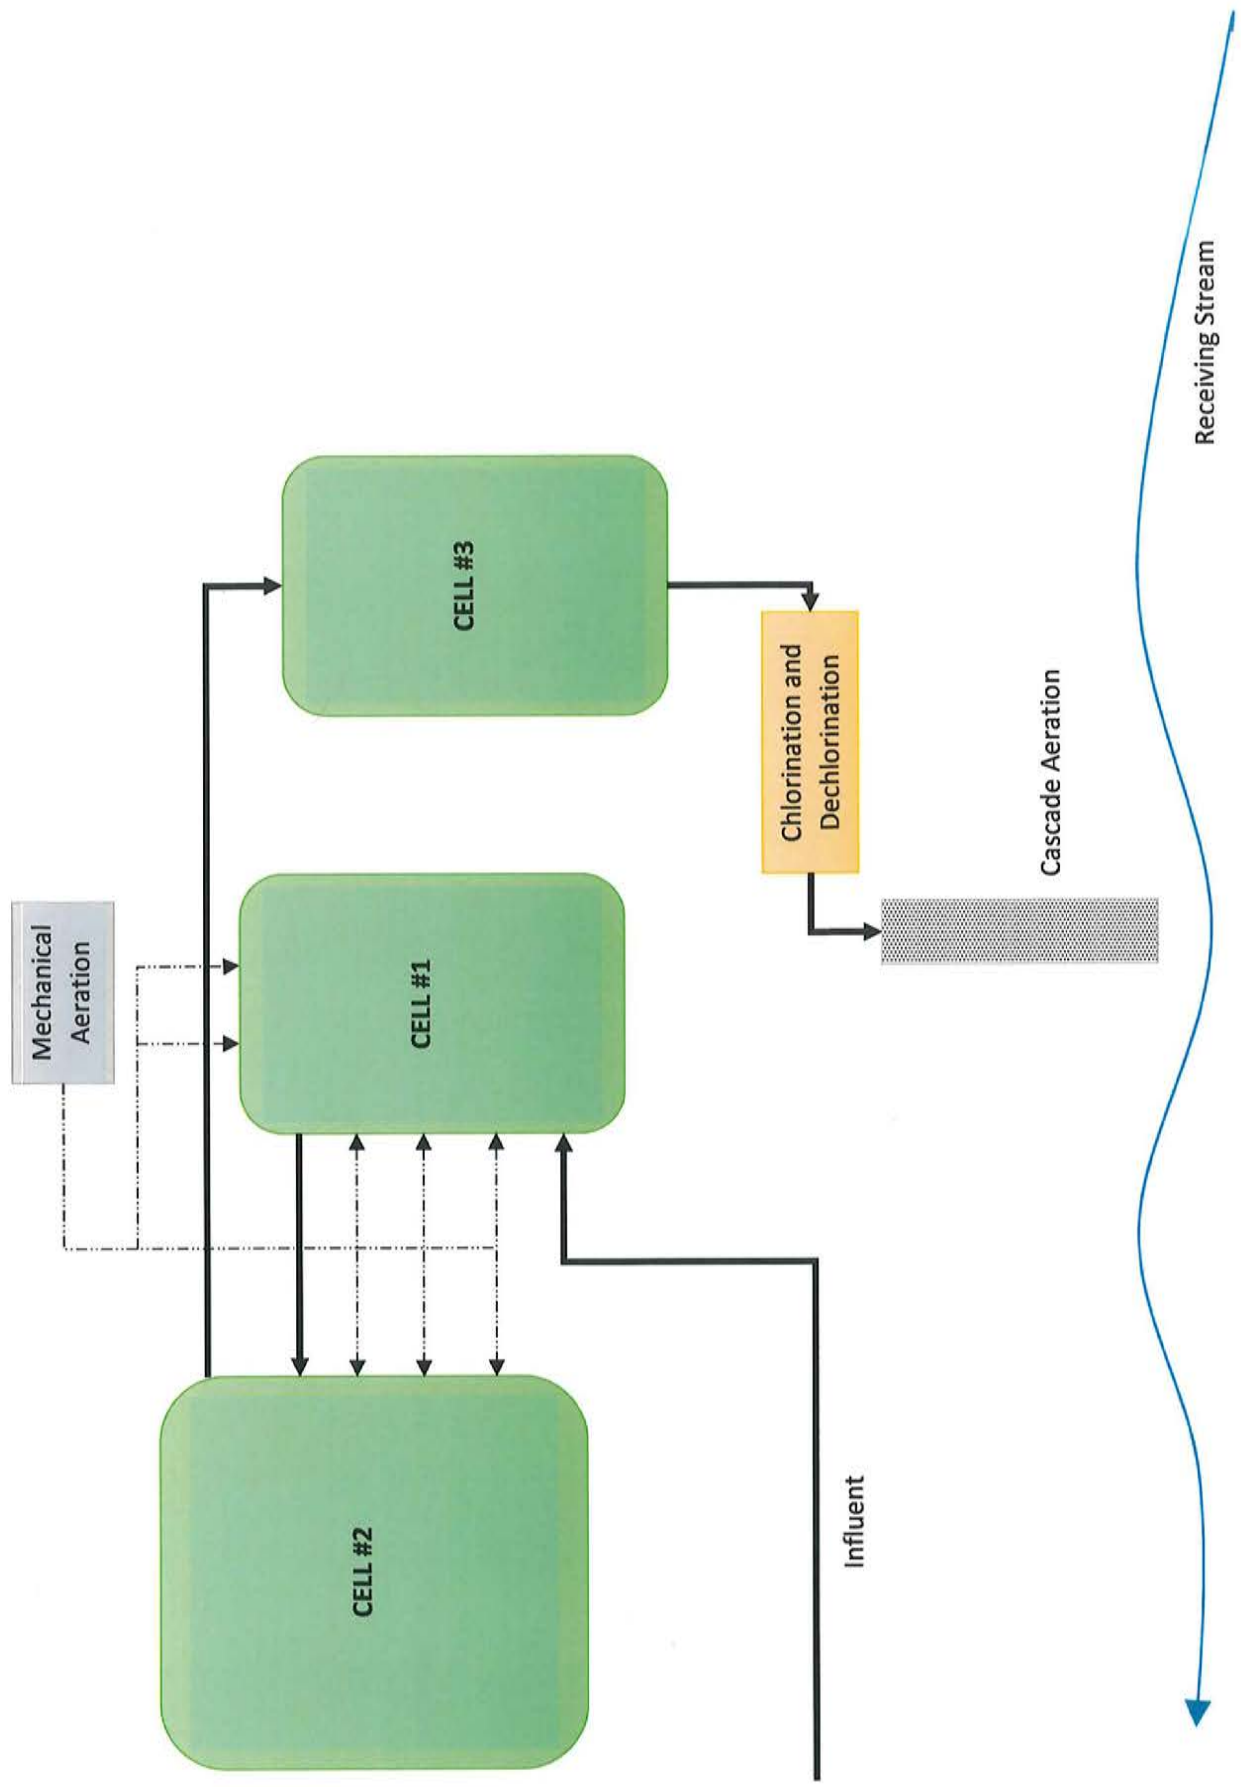 Mechanical
Aeration
CELL #2
CELL #1
CELL #3
Influent
Chlorination and
Dechlorination
Cascade Aeration
Receiving Stream